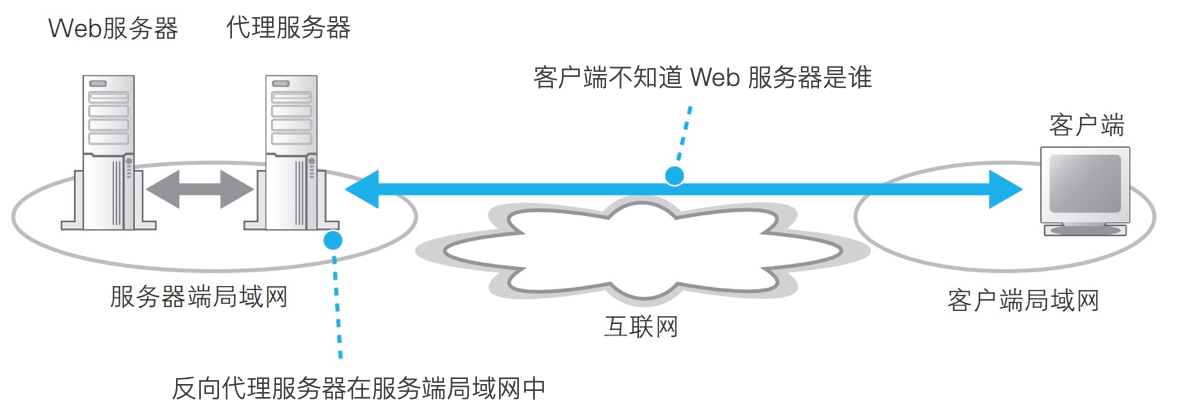 Web服务器
代理服务器
客户端不知道 Web 服务器是谁
客户端
服务器端局域网
客户端局域网
互联网
反向代理服务器在服务端局域网中